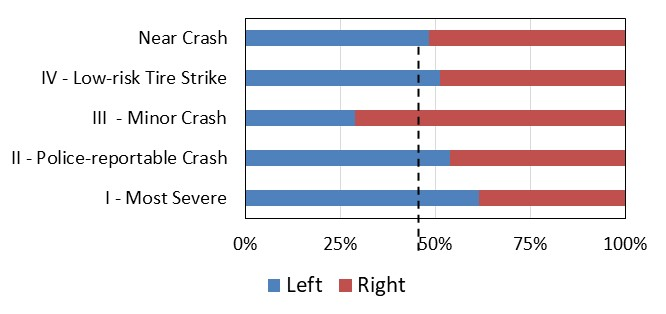 Near Crash
IV - Low-risk Tire Strike
III  - Minor Crash
II - Police-reportable Crash
I - Most Severe
0% 25% 50% 75% 100%
Left Right